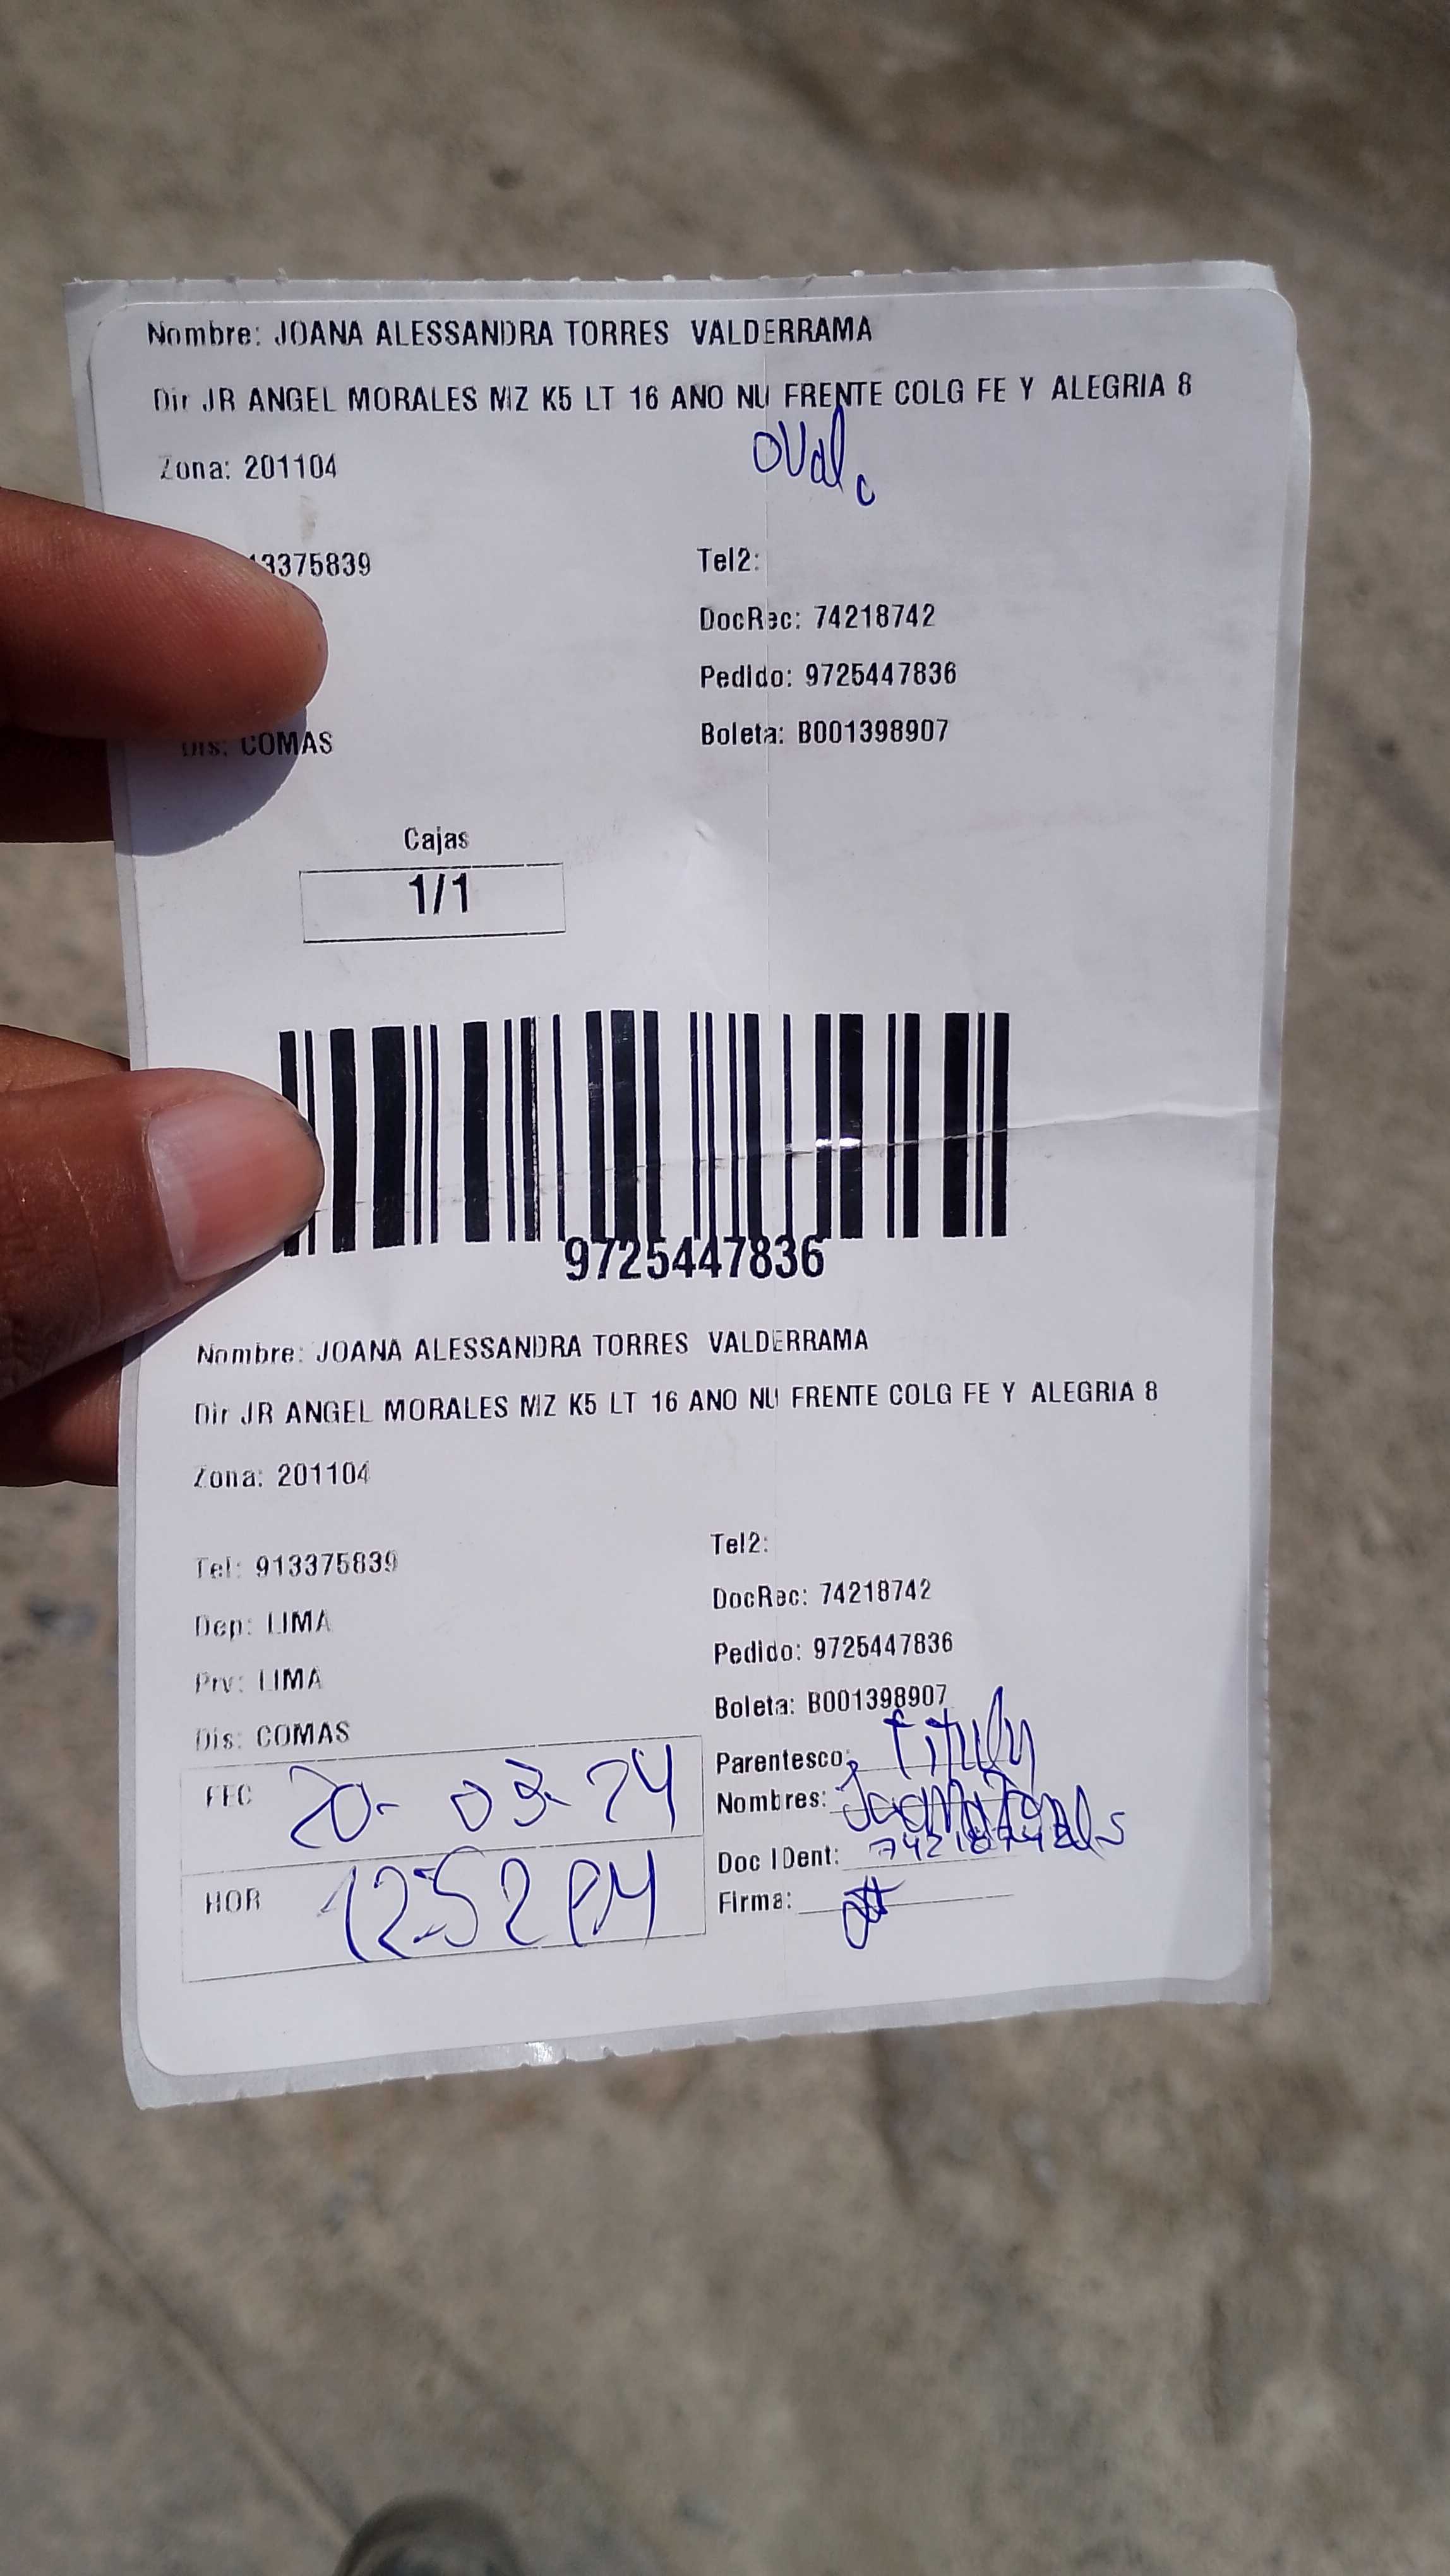 Nombre: JOANA ALESSANDRA TORRES VALDERRAMA
Dir JR ANGEL MORALES MZ K5 LT 16 ANO NU FRENTE COLG FE Y ALEGRIA 8
Zona: 201104
13375839 Tel2:
DocRec: 74218742
Pedido: 9725447836
Dis: COMAS Boleta: B001398907
Cajas
1/1
9725447836
Nombre: JOANA ALESSANDRA TORRES VALDERRAMA
Dir JR ANGEL MORALES MZ K5 LT 16 ANO NU FRENTE COLG FE Y ALEGRIA 8
Zona: 201104
Tel: 913375839 Tel2:
Dep: LIMA DocRec: 74218742
Prv: LIMA Pedido: 9725447836
Dis: COMAS Boleta: B001398907
Parentesco:
FEC 20-03-24 Nombres:
Doc IDent: 74218742
HOR 12:52 PM Firma: